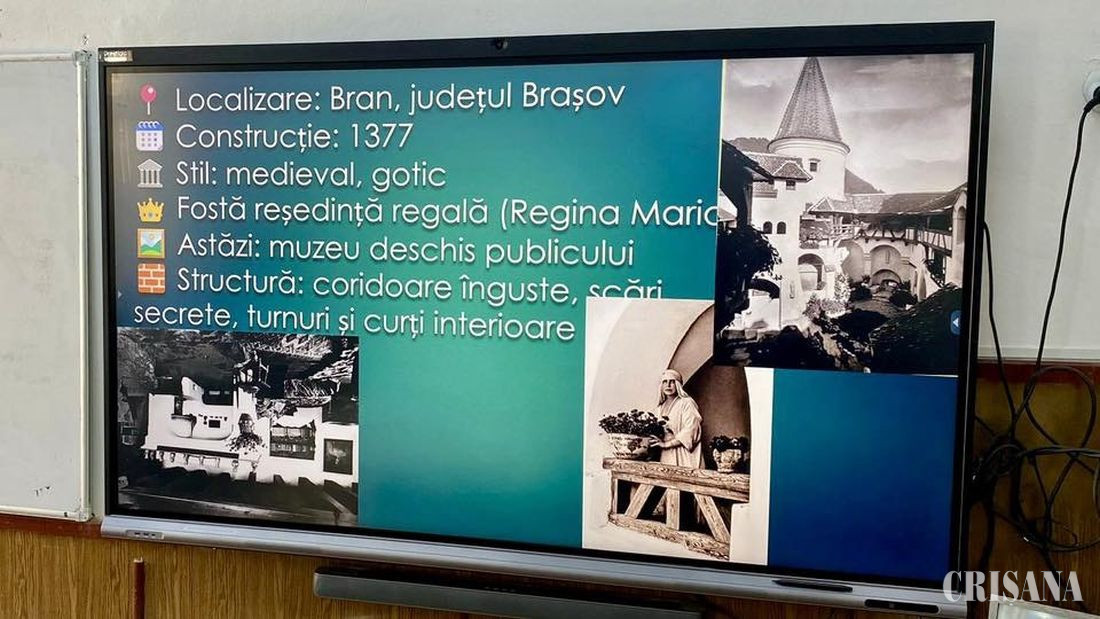 Localizare: Bran, județul Brașov
Construcție: 1377
Stil: medieval, gotic
Fostă reședință regală (Regina Maria
Astăzi: muzeu deschis publicului
Structură: coridoare înguste, scări
secrete, turnuri și curți interioare
CRISANA